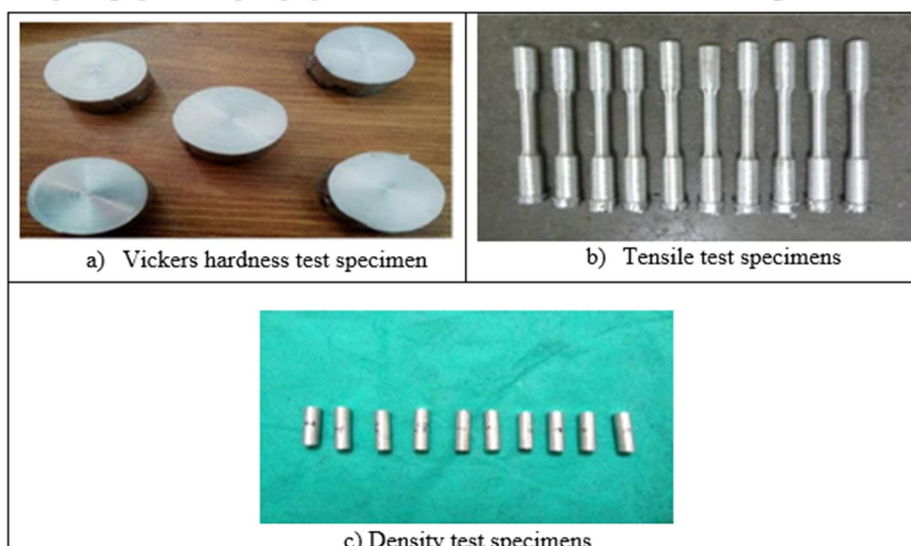 a) Vickers hardness test specimen
b) Tensile test specimens
c) Density test specimens